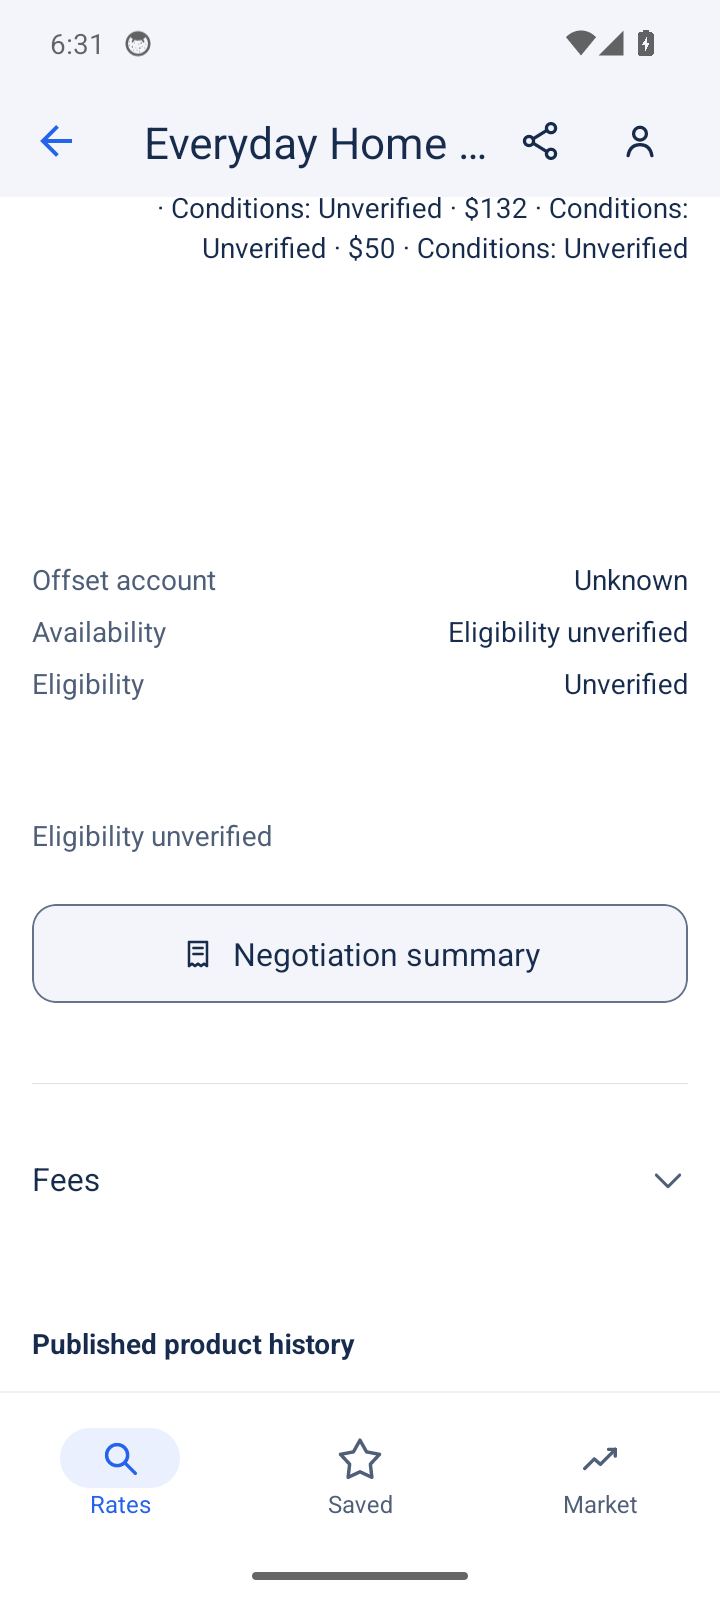 6:31
Everyday Home ...
· Conditions: Unverified · $132 · Conditions:
Unverified · $50 · Conditions: Unverified
Offset account Unknown
Availability Eligibility unverified
Eligibility Unverified
Eligibility unverified
Negotiation summary
Fees
Published product history
Rates Saved Market